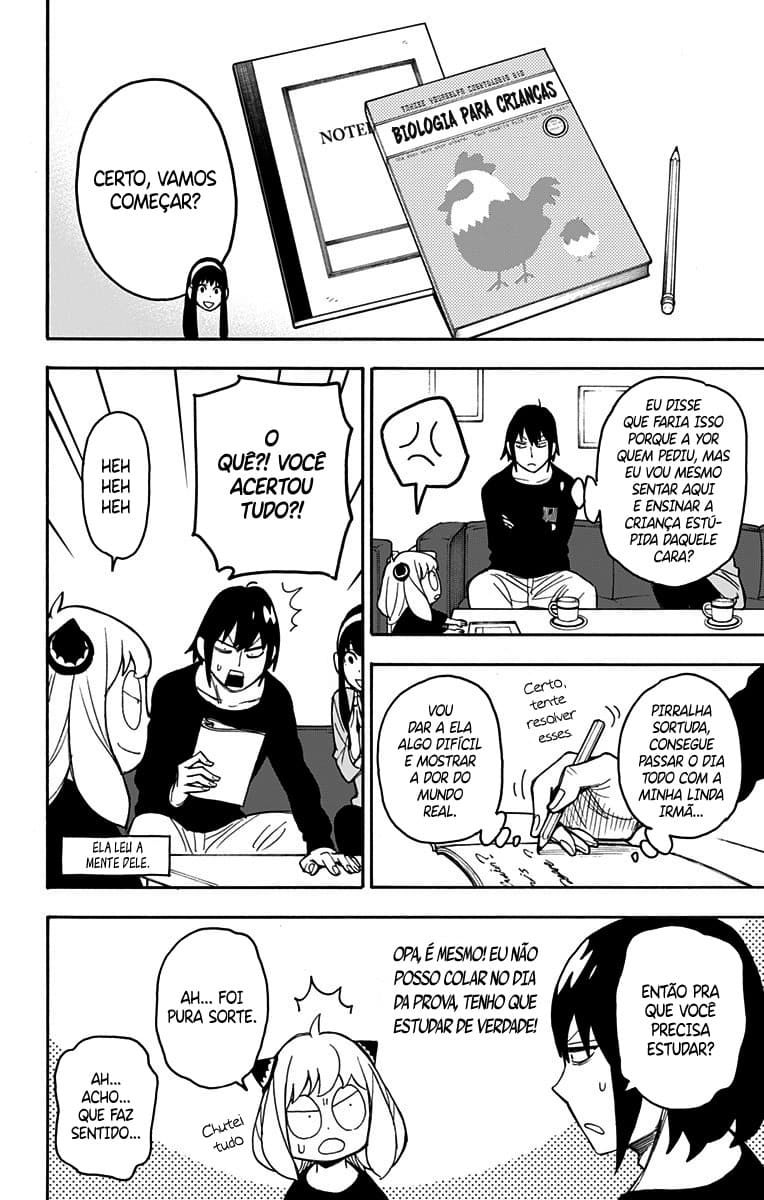 NOTE
BIOLOGIA PARA CRIANÇAS
CERTO, VAMOS
COMEÇAR?
EU DISSE
QUE FARIA ISSO
PORQUE A YOR
QUEM PEDIU, MAS
EU VOU MESMO
SENTAR AQUI
E ENSINAR A
CRIANÇA ESTÚ-
PIDA DAQUELE
CARA?
PIRRALHA
SORTUDA,
CONSEGUE
PASSAR O DIA
TODO COM A
MINHA LINDA
IRMÃ...
Certo,
tente
resolver
esses
VOU
DAR A ELA
ALGO DIFÍCIL
E MOSTRAR
A DOR DO
MUNDO
REAL.
O
QUÊ?! VOCÊ
ACERTOU
TUDO?!
HEH
HEH
HEH
ELA LEU A
MENTE DELE.
ENTÃO PRA
QUE VOCÊ
PRECISA
ESTUDAR?
OPA, É MESMO! EU NÃO
POSSO COLAR NO DIA
DA PROVA, TENHO QUE
ESTUDAR DE VERDADE!
AH... FOI
PURA SORTE.
Chutei
tudo
AH...
ACHO...
QUE FAZ
SENTIDO...